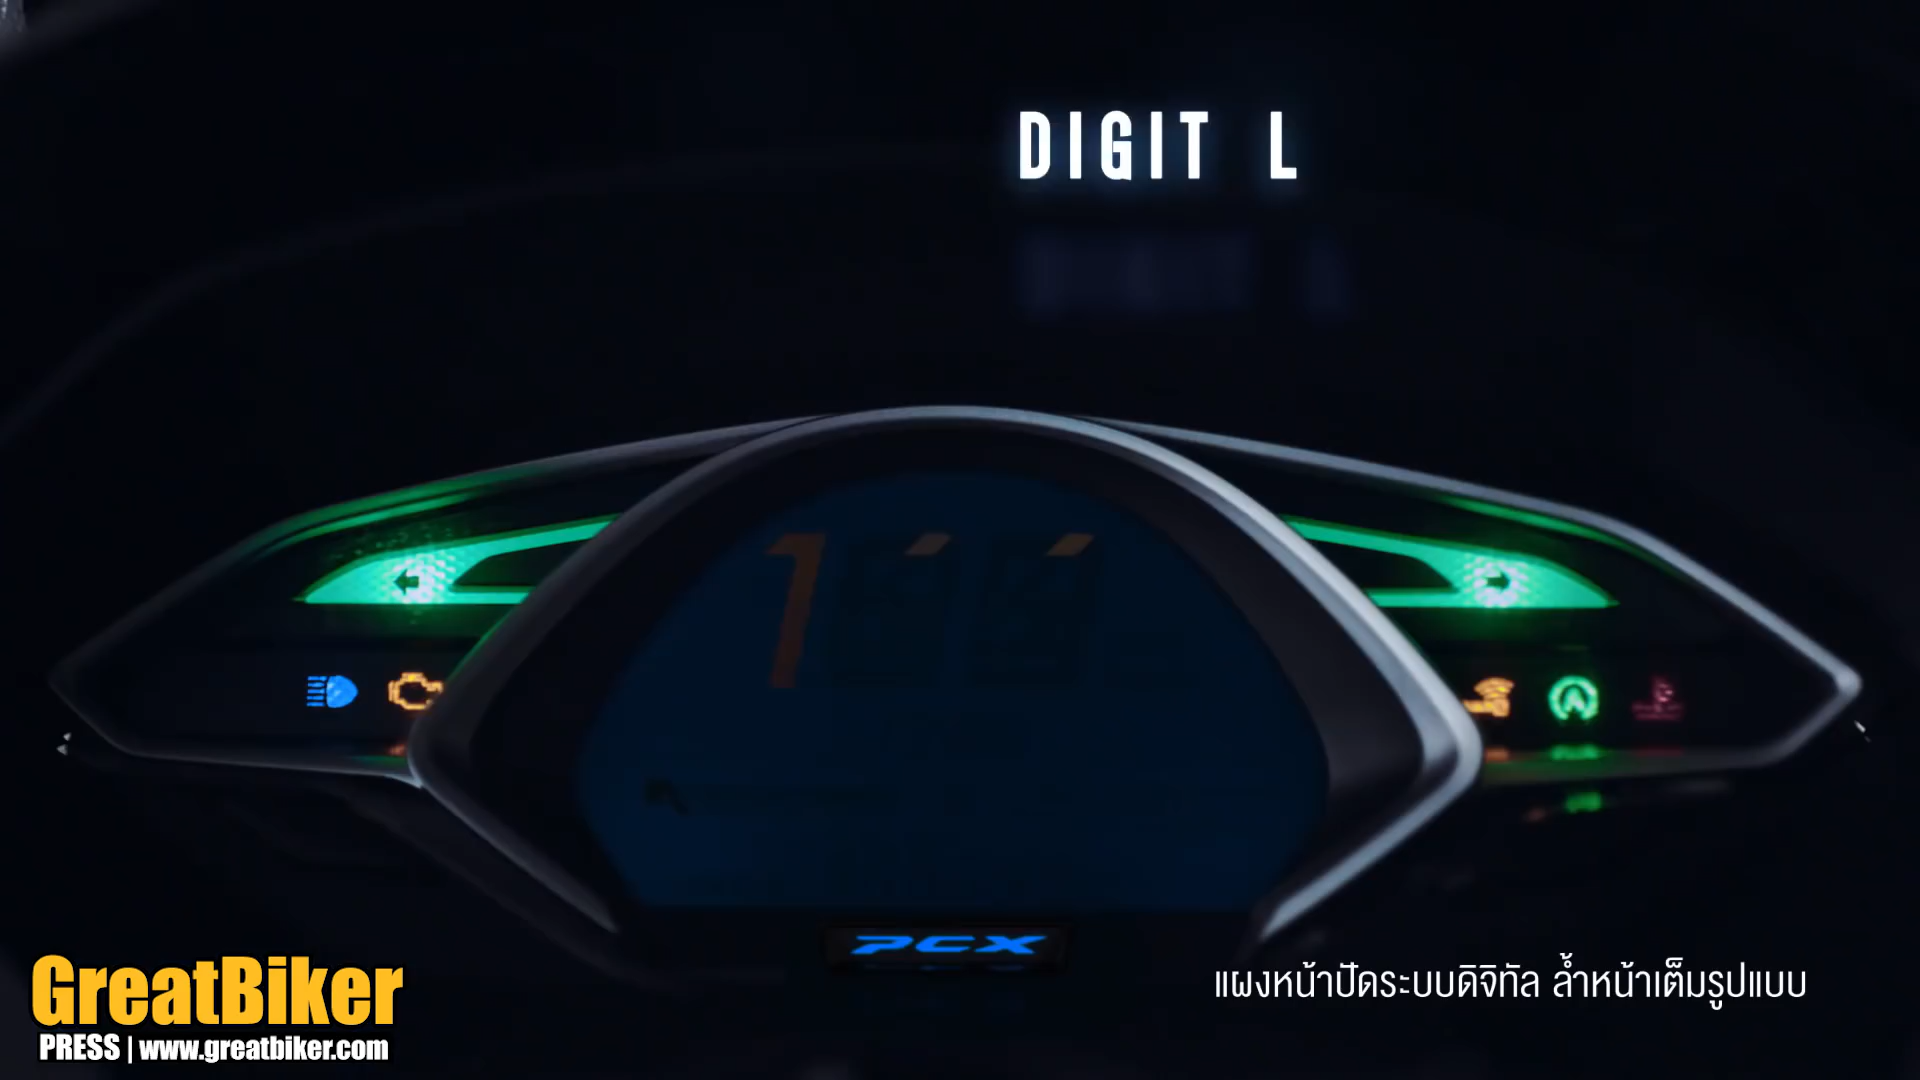 DIGIT L
PCX
แผงหน้าปัดระบบดิจิทัล ล้ำหน้าเต็มรูปแบบ
GreatBiker
PRESS | www.greatbiker.com